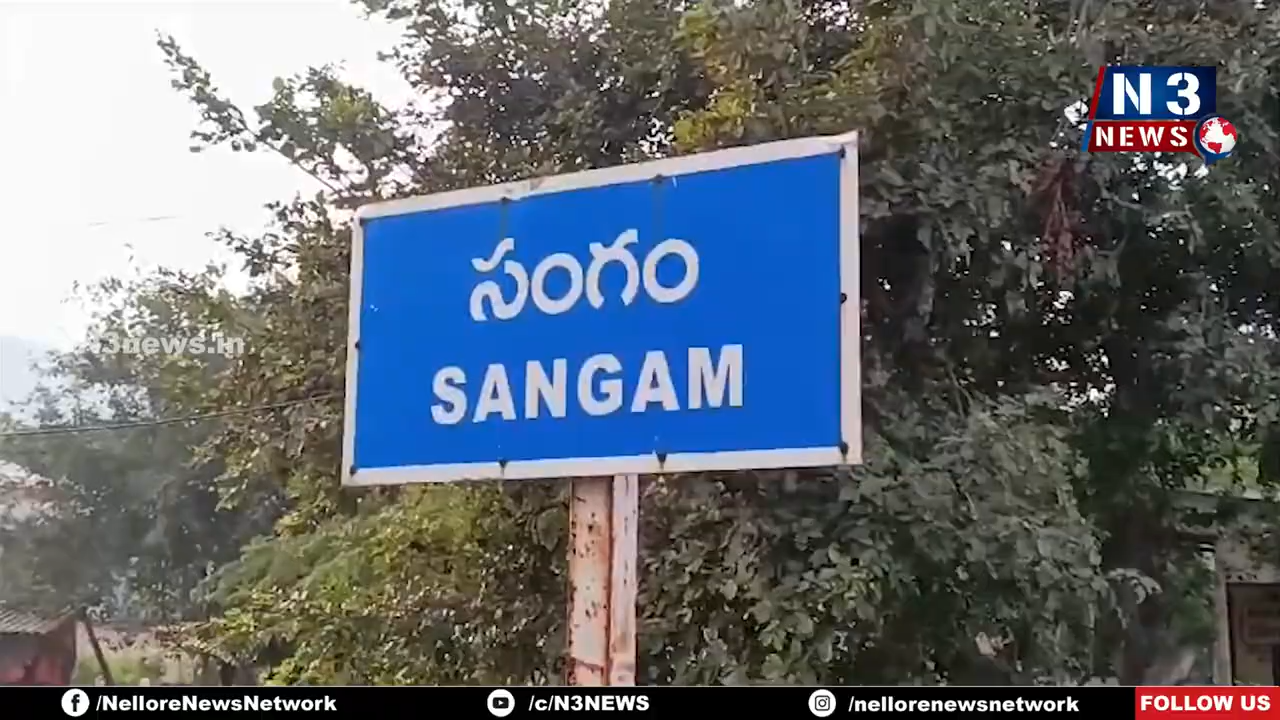 N3
NEWS
సంగం
SANGAM
N3news.in
/NelloreNewsNetwork
/c/N3NEWS
/nellorenewsnetwork
FOLLOW US